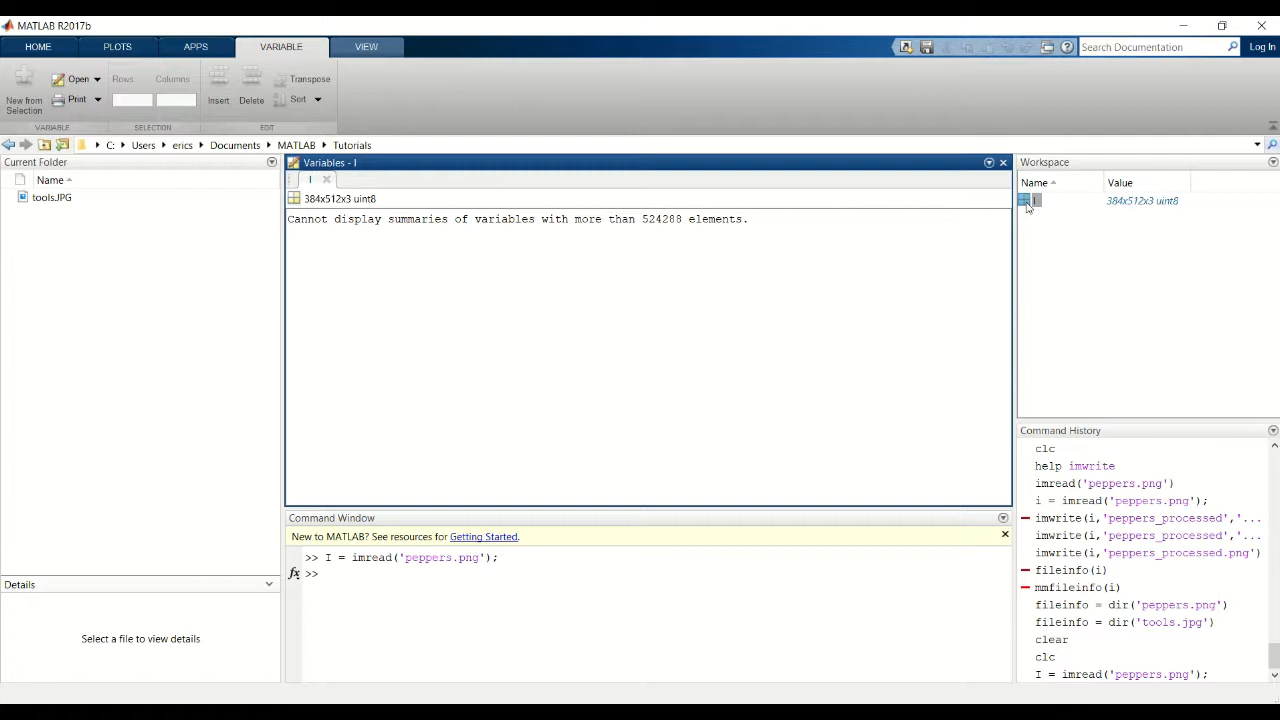 MATLAB R2017b
HOME PLOTS APPS VARIABLE VIEW
Search Documentation Log In
New from Selection
Open
Print
Rows Columns
Insert Delete
Transpose
Sort
VARIABLE SELECTION EDIT
C: Users erics Documents MATLAB Tutorials
Current Folder
Name
tools.JPG
Details
Select a file to view details
Variables - I
I
384x512x3 uint8
Cannot display summaries of variables with more than 524288 elements.
Command Window
New to MATLAB? See resources for Getting Started.
>> I = imread('peppers.png');
fx >>
Workspace
Name Value
I 384x512x3 uint8
Command History
clc
help imwrite
imread('peppers.png')
i = imread('peppers.png');
imwrite(i,'peppers_processed','...
imwrite(i,'peppers_processed','...
imwrite(i,'peppers_processed.png')
fileinfo(i)
mmfileinfo(i)
fileinfo = dir('peppers.png')
fileinfo = dir('tools.jpg')
clear
clc
I = imread('peppers.png');